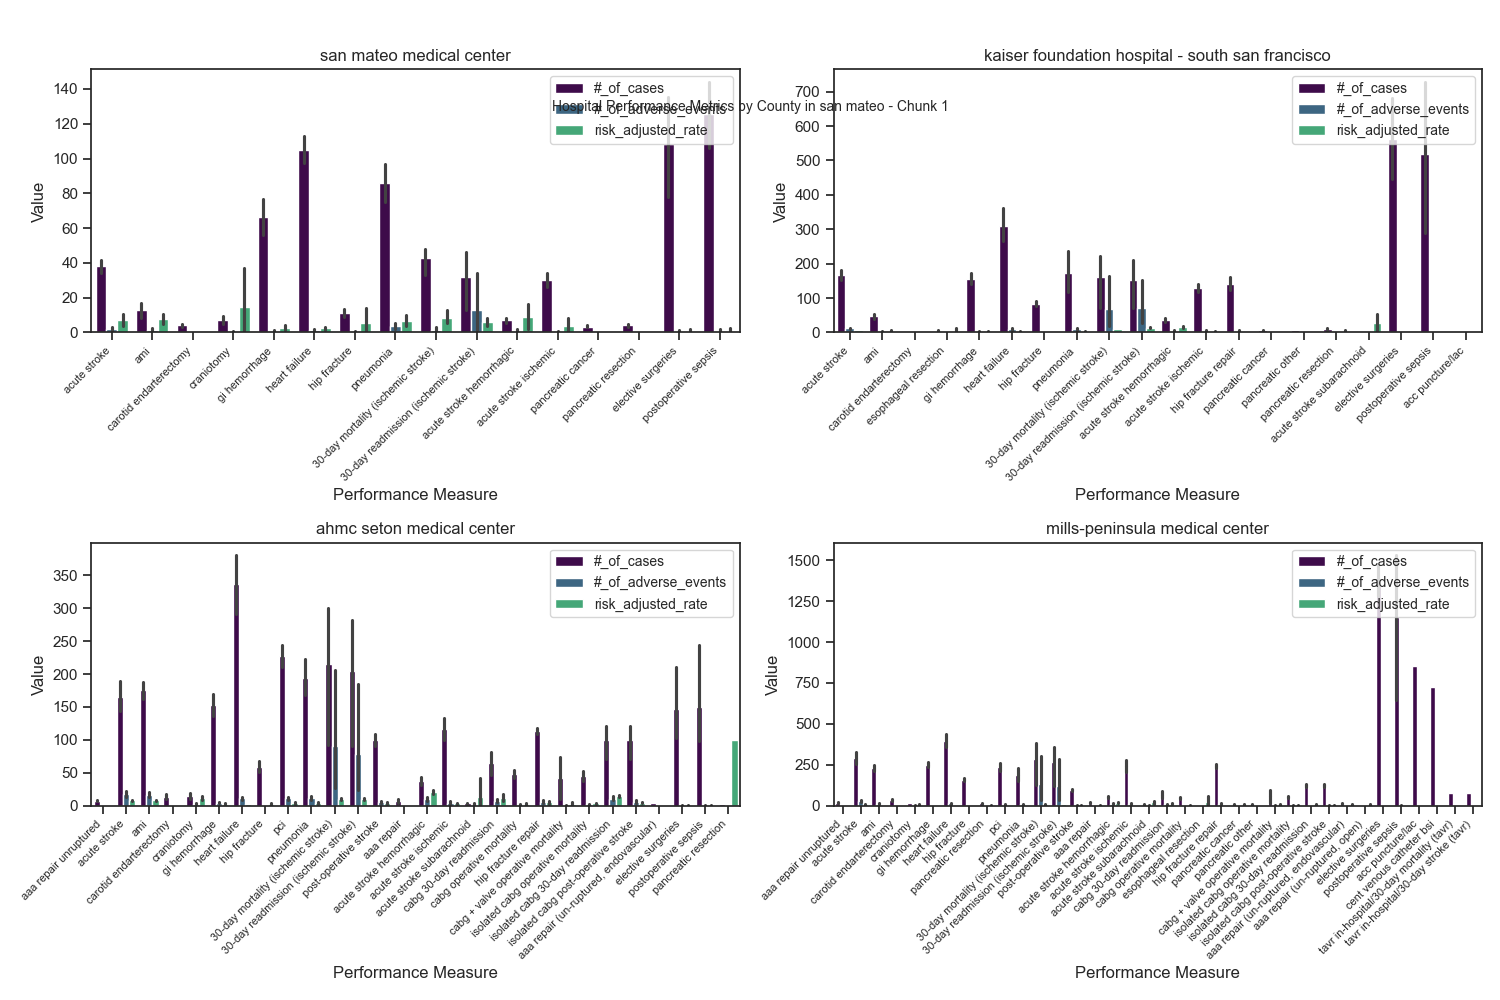 san mateo medical center
Value
140
120
100
80
60
40
20
0
#_of_cases
#_of_adverse_events
risk_adjusted_rate
acute stroke
ami
carotid endarterectomy
craniotomy
gi hemorrhage
heart failure
hip fracture
pneumonia
30-day mortality (ischemic stroke)
30-day readmission (ischemic stroke)
acute stroke hemorrhagic
acute stroke ischemic
pancreatic cancer
pancreatic resection
elective surgeries
postoperative sepsis
Performance Measure
Hospital Performance Metrics by County in san mateo - Chunk 1
kaiser foundation hospital - south san francisco
Value
700
600
500
400
300
200
100
0
#_of_cases
#_of_adverse_events
risk_adjusted_rate
acute stroke
ami
carotid endarterectomy
esophageal resection
gi hemorrhage
heart failure
hip fracture
pneumonia
30-day mortality (ischemic stroke)
30-day readmission (ischemic stroke)
acute stroke hemorrhagic
acute stroke ischemic
hip fracture repair
pancreatic cancer
pancreatic other
pancreatic resection
acute stroke subarachnoid
elective surgeries
postoperative sepsis
acc puncture/lac
Performance Measure
ahmc seton medical center
Value
350
300
250
200
150
100
50
0
#_of_cases
#_of_adverse_events
risk_adjusted_rate
aaa repair unruptured
acute stroke
ami
carotid endarterectomy
craniotomy
gi hemorrhage
heart failure
hip fracture
pci
pneumonia
30-day mortality (ischemic stroke)
30-day readmission (ischemic stroke)
post-operative stroke
aaa repair
acute stroke hemorrhagic
acute stroke ischemic
acute stroke subarachnoid
cabg 30-day readmission
cabg operative mortality
hip fracture repair
cabg + valve operative mortality
isolated cabg operative mortality
isolated cabg 30-day readmission
isolated cabg post-operative stroke
aaa repair (un-ruptured, endovascular)
elective surgeries
postoperative sepsis
pancreatic resection
Performance Measure
mills-peninsula medical center
Value
1500
1250
1000
750
500
250
0
#_of_cases
#_of_adverse_events
risk_adjusted_rate
aaa repair unruptured
acute stroke
ami
carotid endarterectomy
craniotomy
gi hemorrhage
heart failure
hip fracture
pancreatic resection
pci
pneumonia
30-day mortality (ischemic stroke)
30-day readmission (ischemic stroke)
post-operative stroke
aaa repair
acute stroke hemorrhagic
acute stroke ischemic
acute stroke subarachnoid
cabg 30-day readmission
cabg operative mortality
esophageal resection
hip fracture repair
pancreatic cancer
pancreatic other
cabg + valve operative mortality
isolated cabg operative mortality
isolated cabg 30-day readmission
isolated cabg post-operative stroke
aaa repair (un-ruptured, endovascular)
aaa repair (un-ruptured, open)
elective surgeries
postoperative sepsis
acc puncture/lac
cent venous catheter bsi
tavr in-hospital/30-day mortality (tavr)
tavr in-hospital/30-day stroke (tavr)
Performance Measure